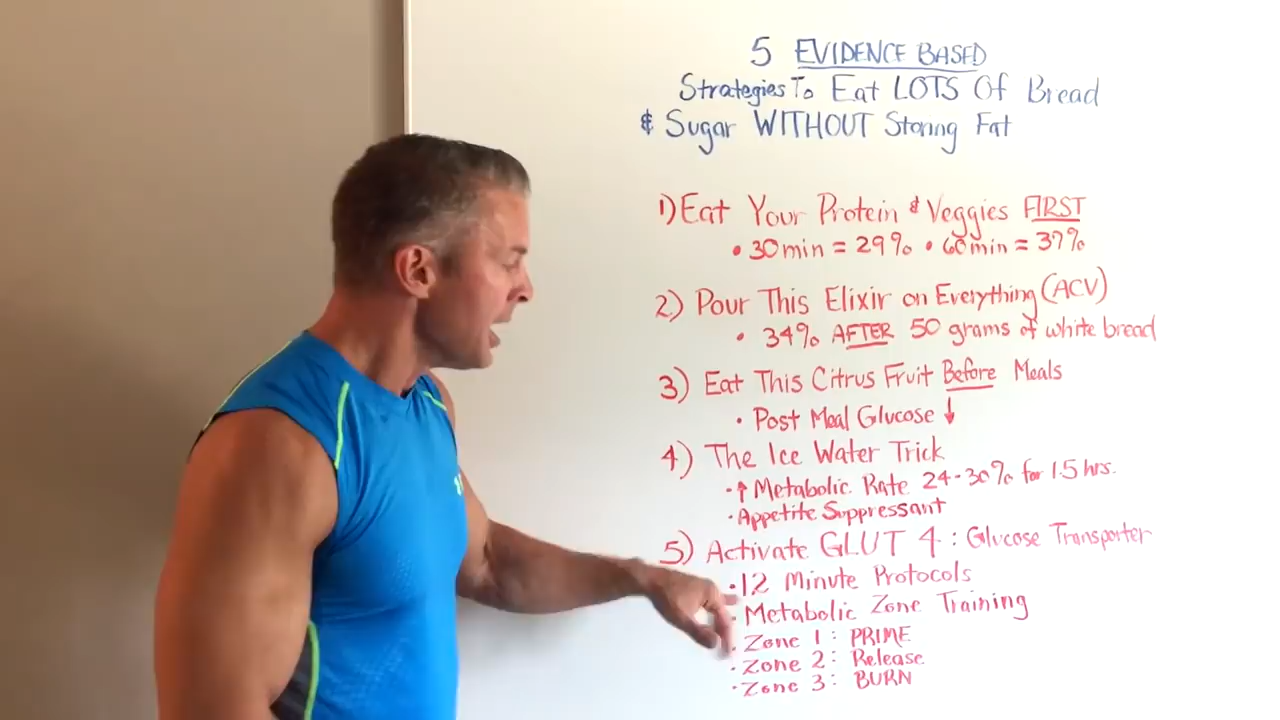 5 EVIDENCE BASED
Strategies To Eat LOTS Of Bread
& Sugar WITHOUT Storing Fat
1) Eat Your Protein & Veggies FIRST
• 30min = 29% • 60min = 37%
2) Pour This Elixir on Everything (ACV)
• 34% AFTER 50 grams of white bread
3) Eat This Citrus Fruit Before Meals
• Post Meal Glucose ↓
4) The Ice Water Trick
• ↑ Metabolic Rate 24-30% for 1.5 hrs.
• Appetite Suppressant
5) Activate GLUT 4: Glucose Transporter
• 12 Minute Protocols
• Metabolic Zone Training
• Zone 1: PRIME
• Zone 2: Release
• Zone 3: BURN